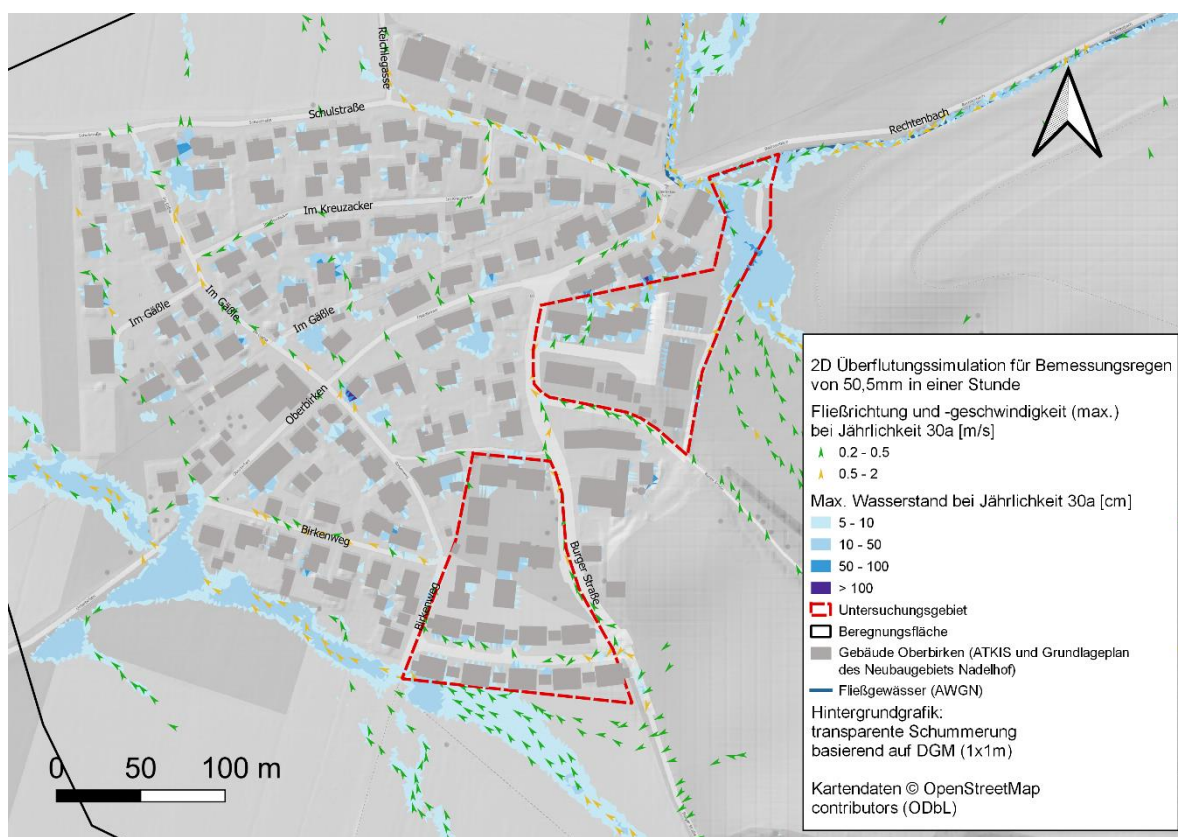 Reichlegasse
Schulstraße
Rechtenbach
Im Kreuzacker
Im Gäßle
Im Gäßle
Im Gäßle
Oberbirken
Birkenweg
Birkenweg
Burger Straße
0 50 100 m
2D Überflutungssimulation für Bemessungsregen
von 50,5mm in einer Stunde
Fließrichtung und -geschwindigkeit (max.)
bei Jährlichkeit 30a [m/s]
0.2 - 0.5
0.5 - 2
Max. Wasserstand bei Jährlichkeit 30a [cm]
5 - 10
10 - 50
50 - 100
> 100
Untersuchungsgebiet
Beregnungsfläche
Gebäude Oberbirken (ATKIS und Grundlageplan
des Neubaugebiets Nadelhof)
Fließgewässer (AWGN)
Hintergrundgrafik:
transparente Schummerung
basierend auf DGM (1x1m)
Kartendaten © OpenStreetMap
contributors (ODbL)